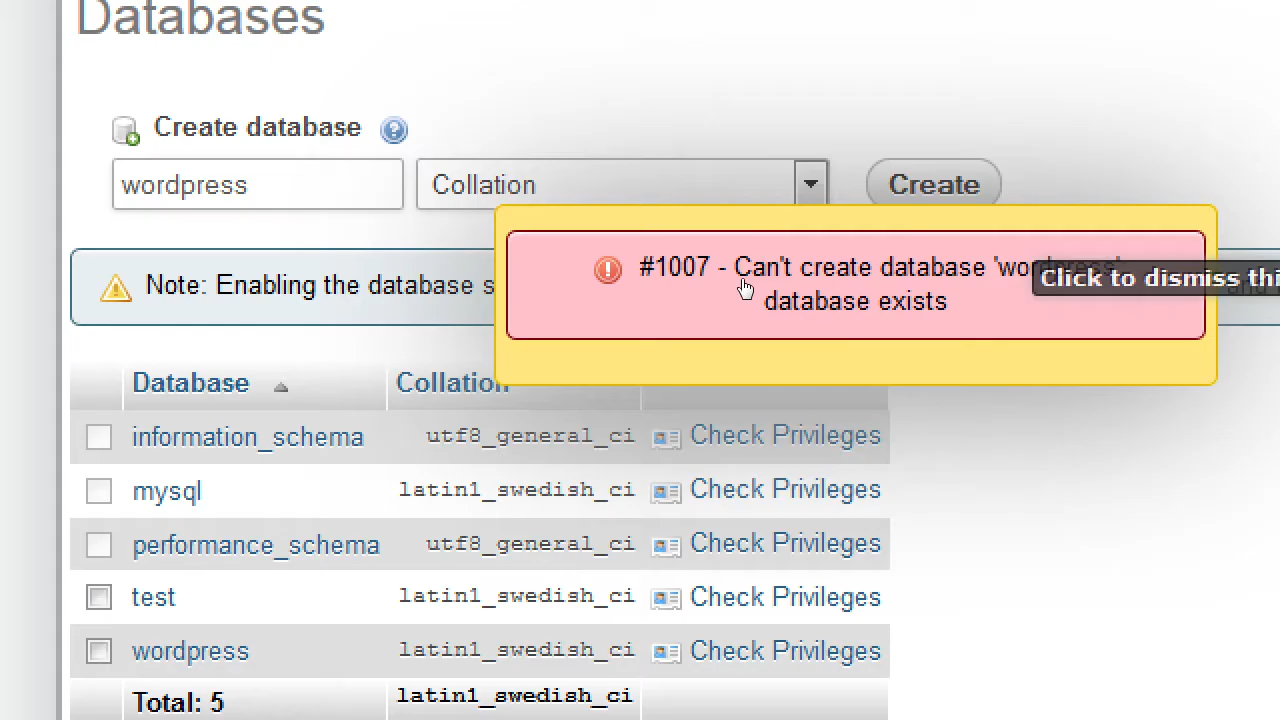 Databases
Create database
wordpress
Collation
Create
Note: Enabling the database s
#1007 - Can't create database 'wordpress'
database exists
Click to dismiss thi
Database
Collation
information_schema utf8_general_ci Check Privileges
mysql latin1_swedish_ci Check Privileges
performance_schema utf8_general_ci Check Privileges
test latin1_swedish_ci Check Privileges
wordpress latin1_swedish_ci Check Privileges
Total: 5 latin1_swedish_ci